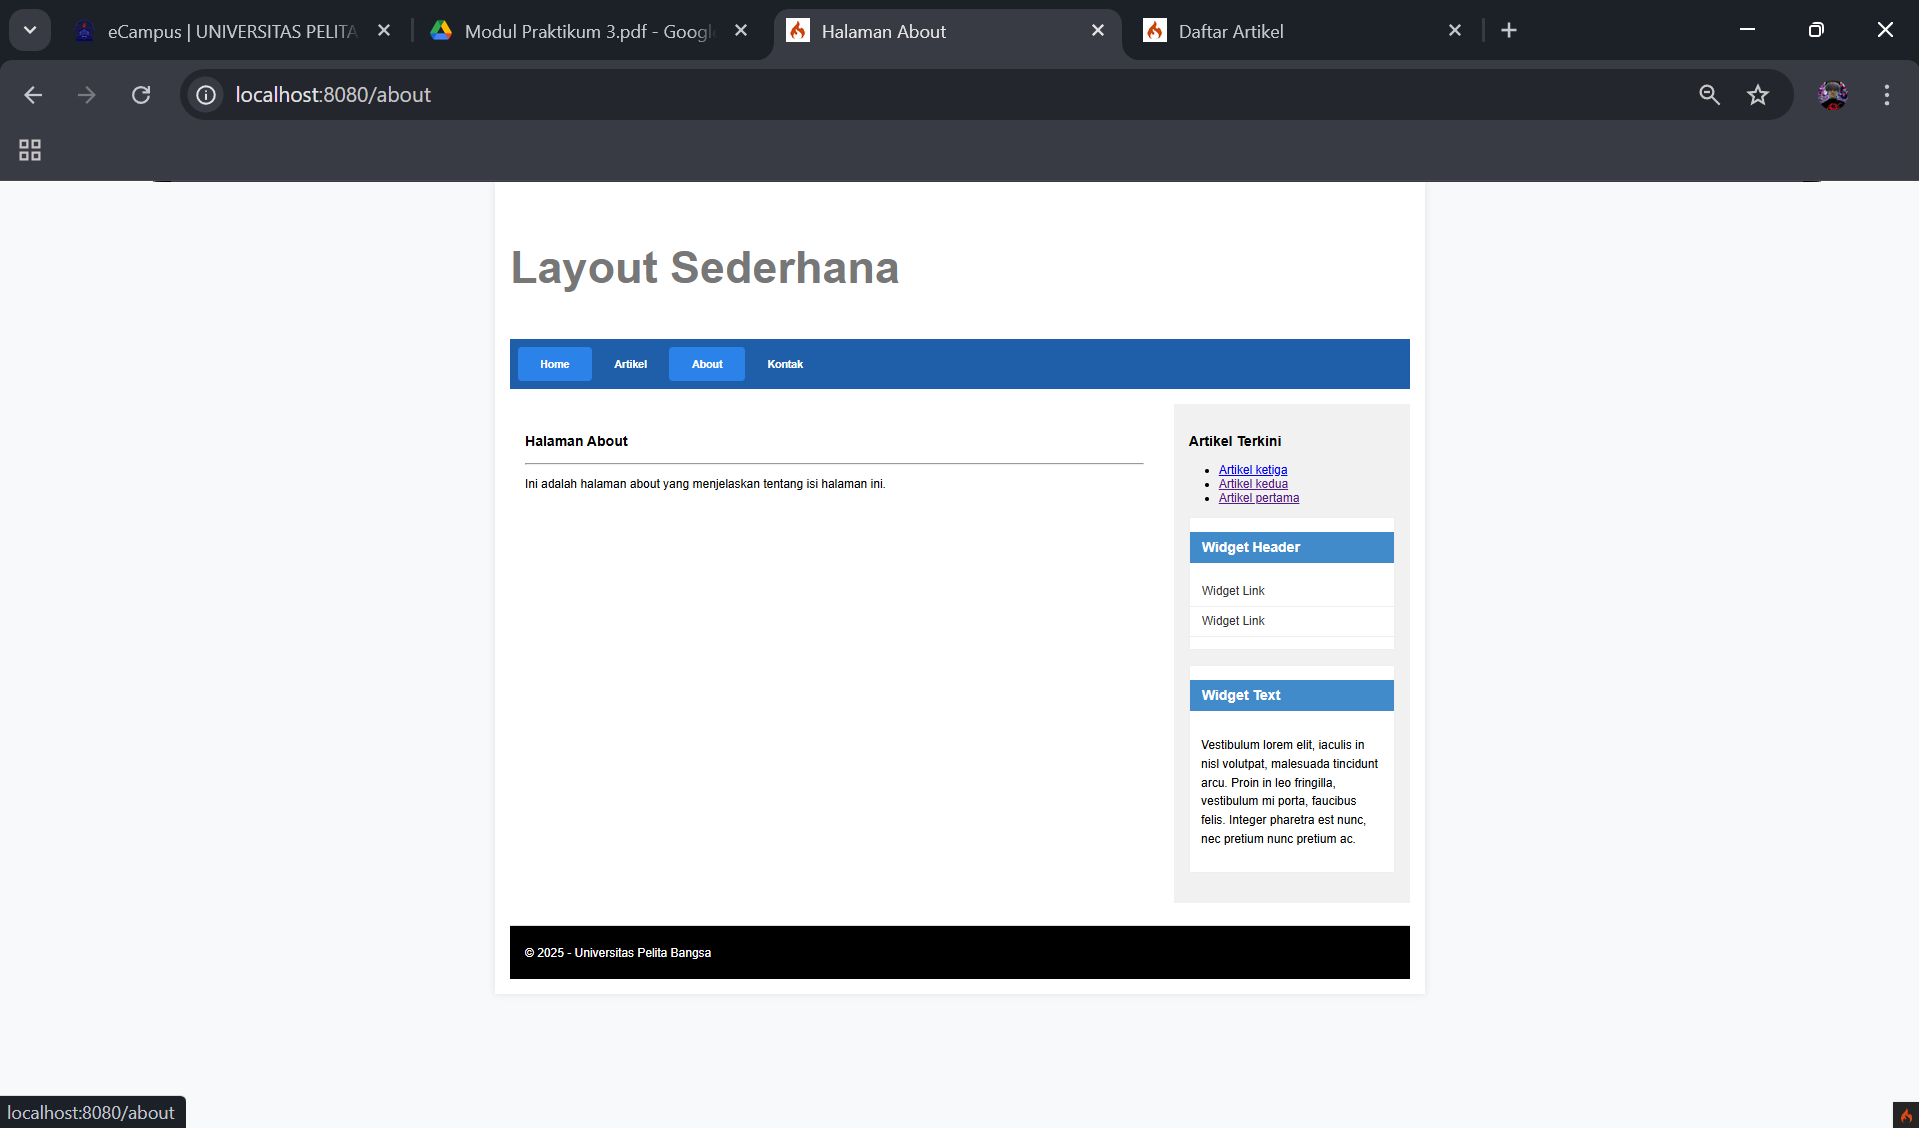 eCampus | UNIVERSITAS PELITA
Modul Praktikum 3.pdf - Googl
Halaman About
Daftar Artikel
localhost:8080/about
Layout Sederhana
Home
Artikel
About
Kontak
Halaman About
Ini adalah halaman about yang menjelaskan tentang isi halaman ini.
Artikel Terkini
Artikel ketiga
Artikel kedua
Artikel pertama
Widget Header
Widget Link
Widget Link
Widget Text
Vestibulum lorem elit, iaculis in
nisl volutpat, malesuada tincidunt
arcu. Proin in leo fringilla,
vestibulum mi porta, faucibus
felis. Integer pharetra est nunc,
nec pretium nunc pretium ac.
© 2025 - Universitas Pelita Bangsa
localhost:8080/about